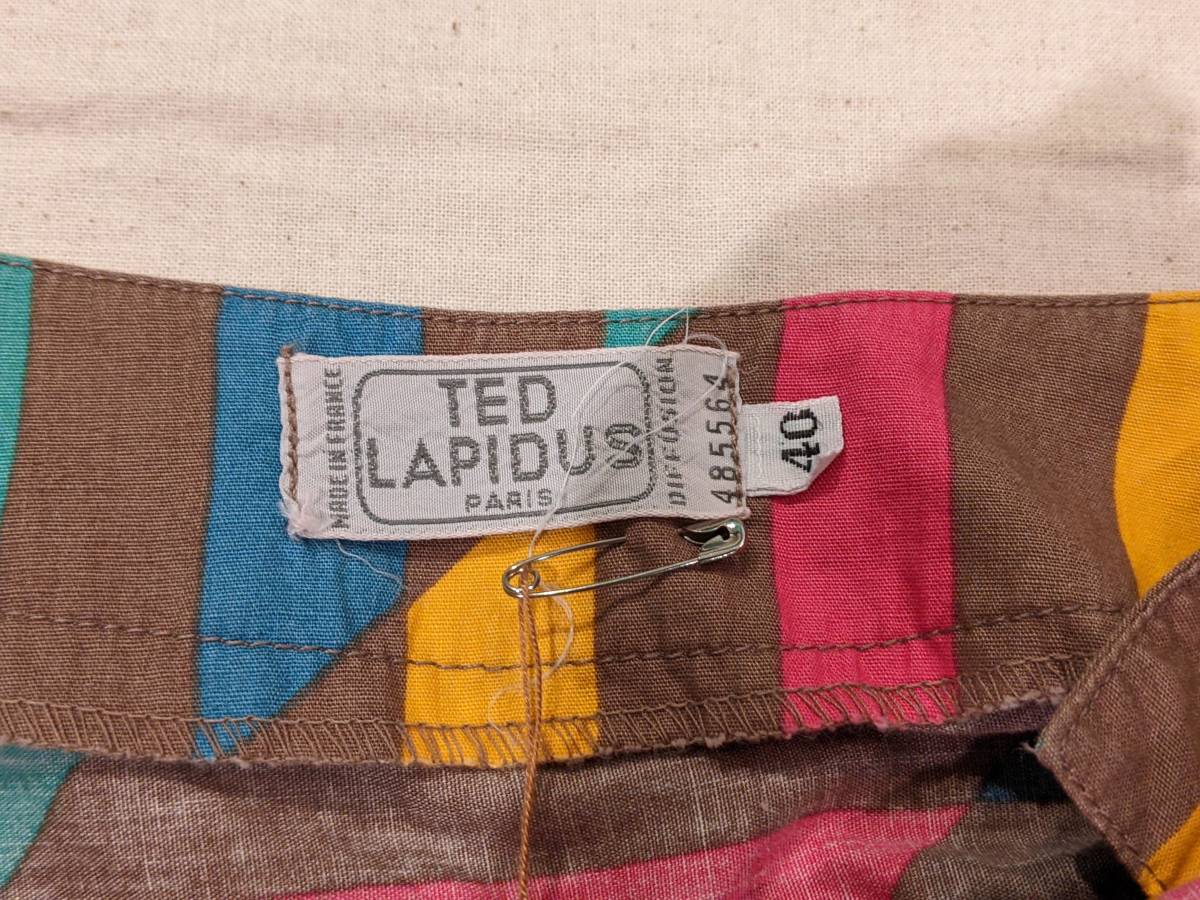 MADE IN FRANCE
TED
LAPIDUS
PARIS
DIFFUSION
485564
40